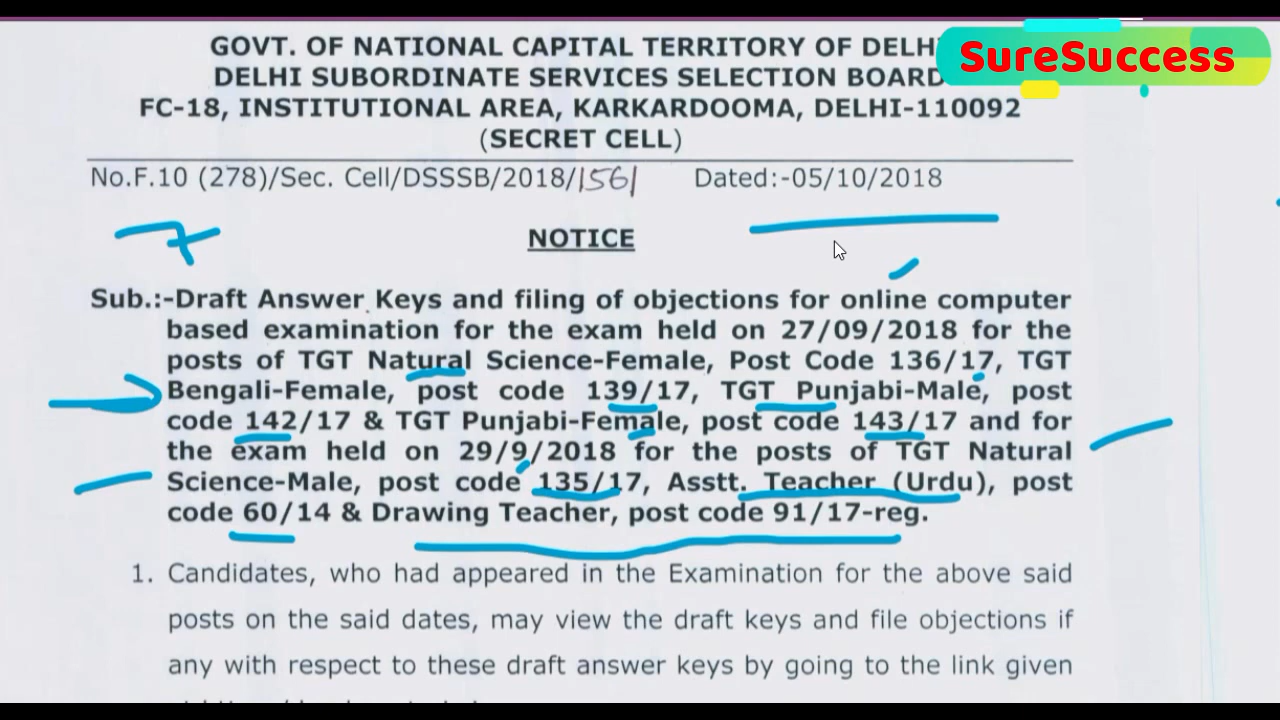 GOVT. OF NATIONAL CAPITAL TERRITORY OF DELH
SureSuccess
DELHI SUBORDINATE SERVICES SELECTION BOARD
FC-18, INSTITUTIONAL AREA, KARKARDOOMA, DELHI-110092
(SECRET CELL)
No.F.10 (278)/Sec. Cell/DSSSB/2018/1561 Dated:-05/10/2018
NOTICE
Sub.:-Draft Answer Keys and filing of objections for online computer
based examination for the exam held on 27/09/2018 for the
posts of TGT Natural Science-Female, Post Code 136/17, TGT
Bengali-Female, post code 139/17, TGT Punjabi-Male, post
code 142/17 & TGT Punjabi-Female, post code 143/17 and for
the exam held on 29/9/2018 for the posts of TGT Natural
Science-Male, post code 135/17, Asstt. Teacher (Urdu), post
code 60/14 & Drawing Teacher, post code 91/17-reg.
1. Candidates, who had appeared in the Examination for the above said
posts on the said dates, may view the draft keys and file objections if
any with respect to these draft answer keys by going to the link given